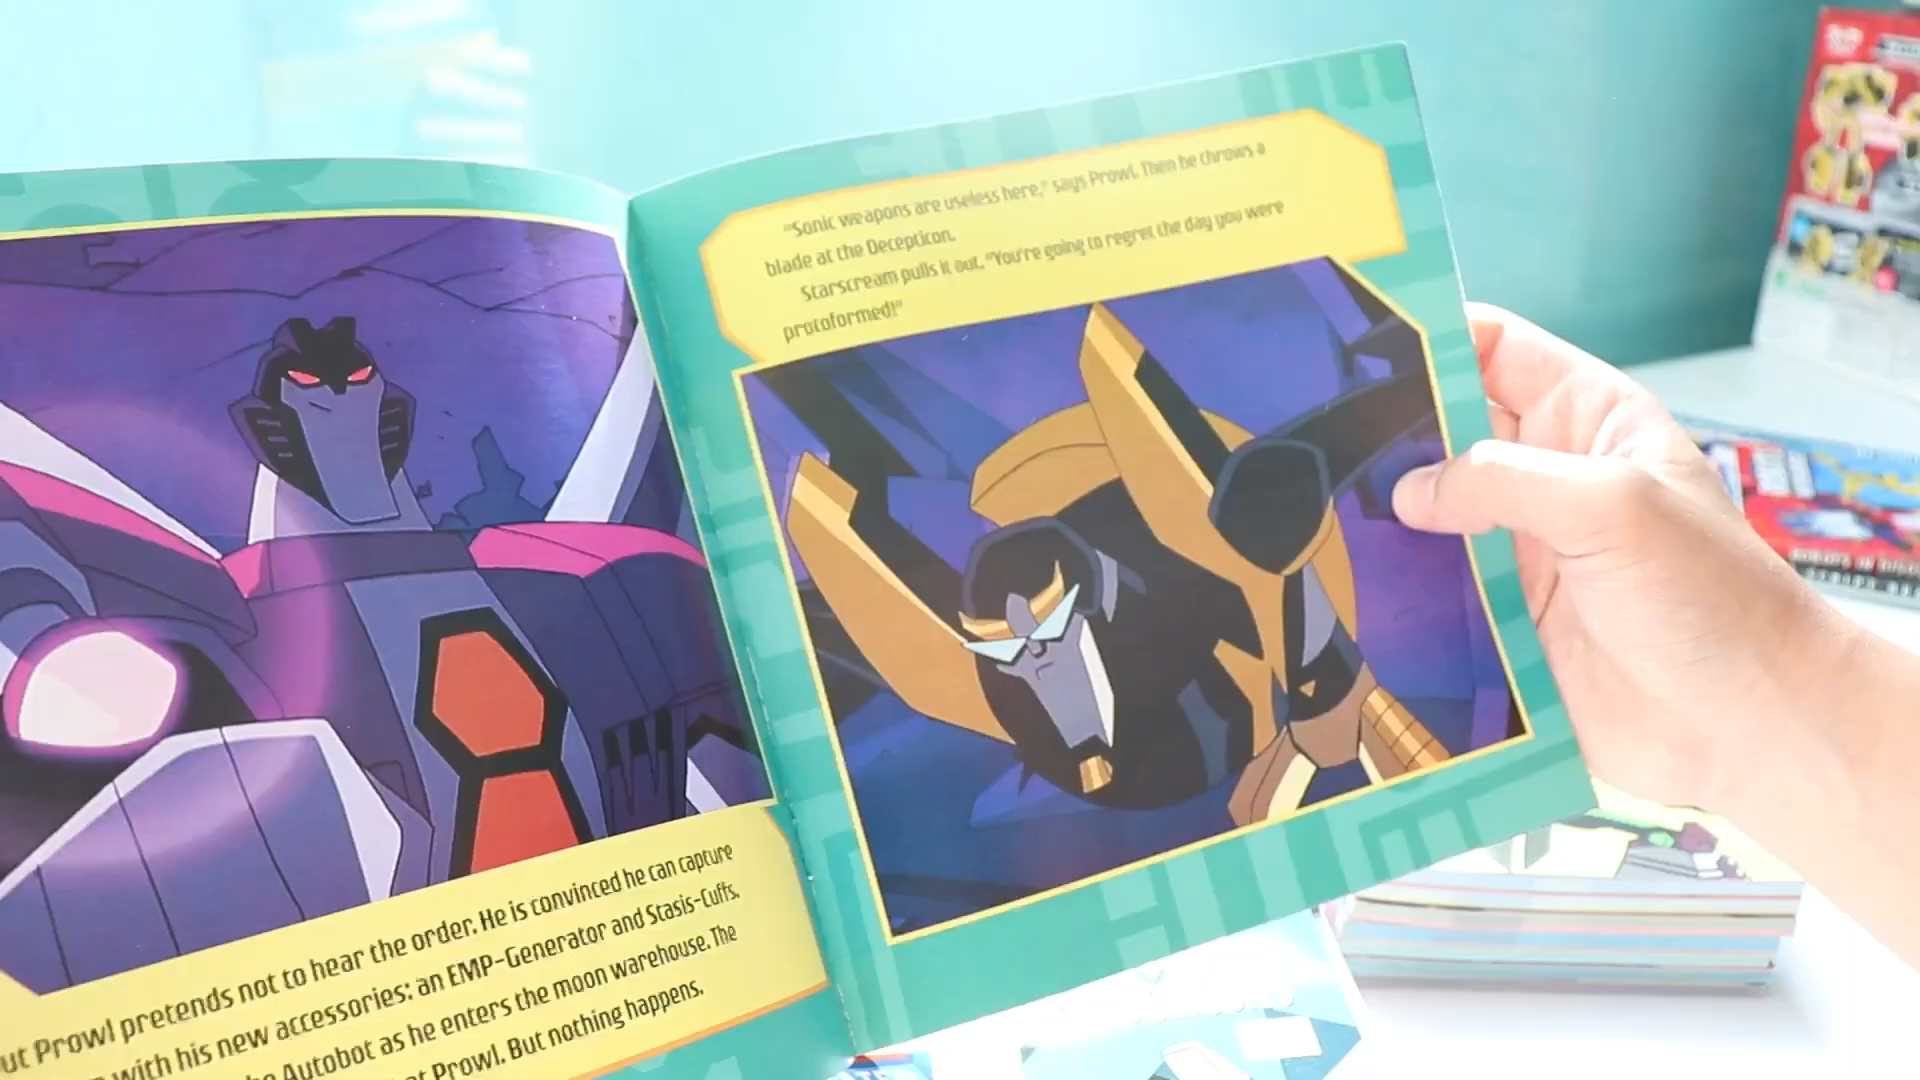 ut Prowl pretends not to hear the order. He is convinced he can capture
with his new accessories: an EMP-Generator and Stasis-Cuffs.
Autobot as he enters the moon warehouse. The
at Prowl. But nothing happens.
"Sonic weapons are useless here," says Prowl. Then he throws a
blade at the Decepticon.
Starscream pulls it out. "You're going to regret the day you were
protoformed!"